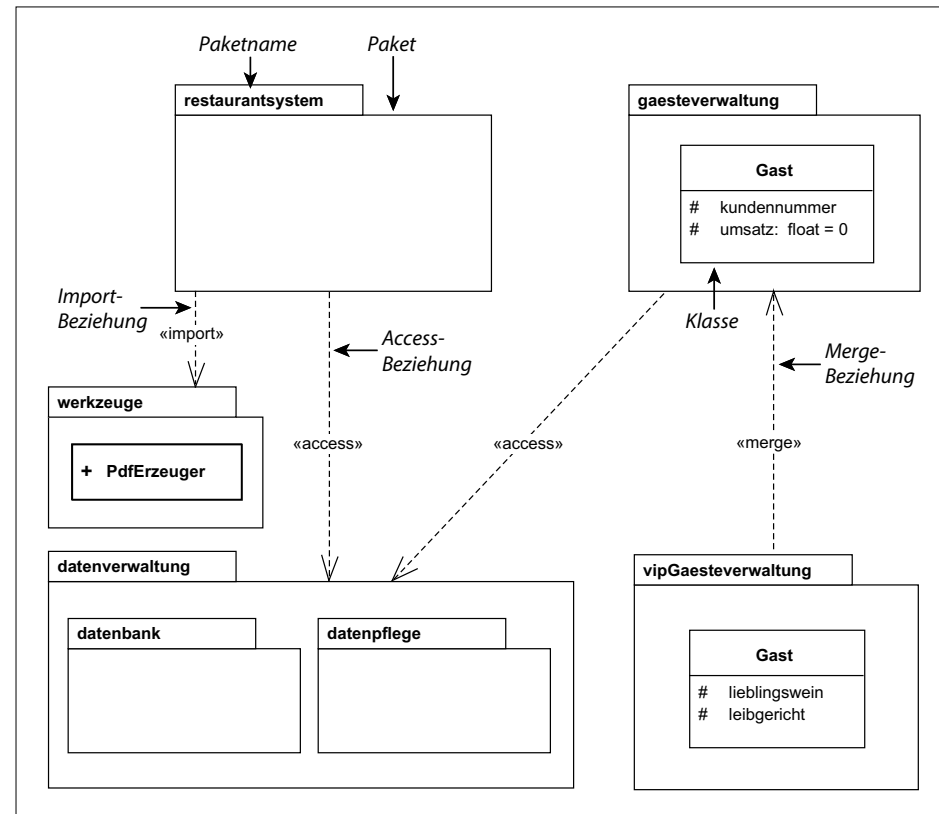 Paketname
Paket
restaurantsystem
gaesteverwaltung
Gast
# kundennummer
# umsatz: float = 0
Import-
Beziehung
«import»
Access-
Beziehung
Klasse
Merge-
Beziehung
werkzeuge
+ PdfErzeuger
«access»
«access»
«merge»
datenverwaltung
datenbank
datenpflege
vipGaesteverwaltung
Gast
# lieblingswein
# leibgericht